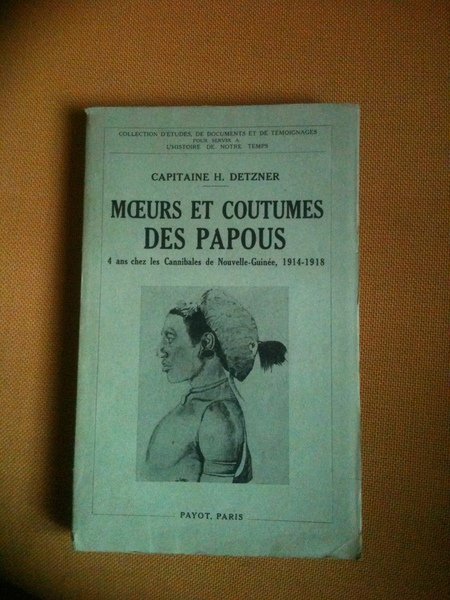 COLLECTION D'ÉTUDES, DE DOCUMENTS ET DE TÉMOIGNAGES
POUR SERVIR A
L'HISTOIRE DE NOTRE TEMPS
CAPITAINE H. DETZNER
MŒURS ET COUTUMES
DES PAPOUS
4 ans chez les Cannibales de Nouvelle-Guinée, 1914-1918
PAYOT, PARIS